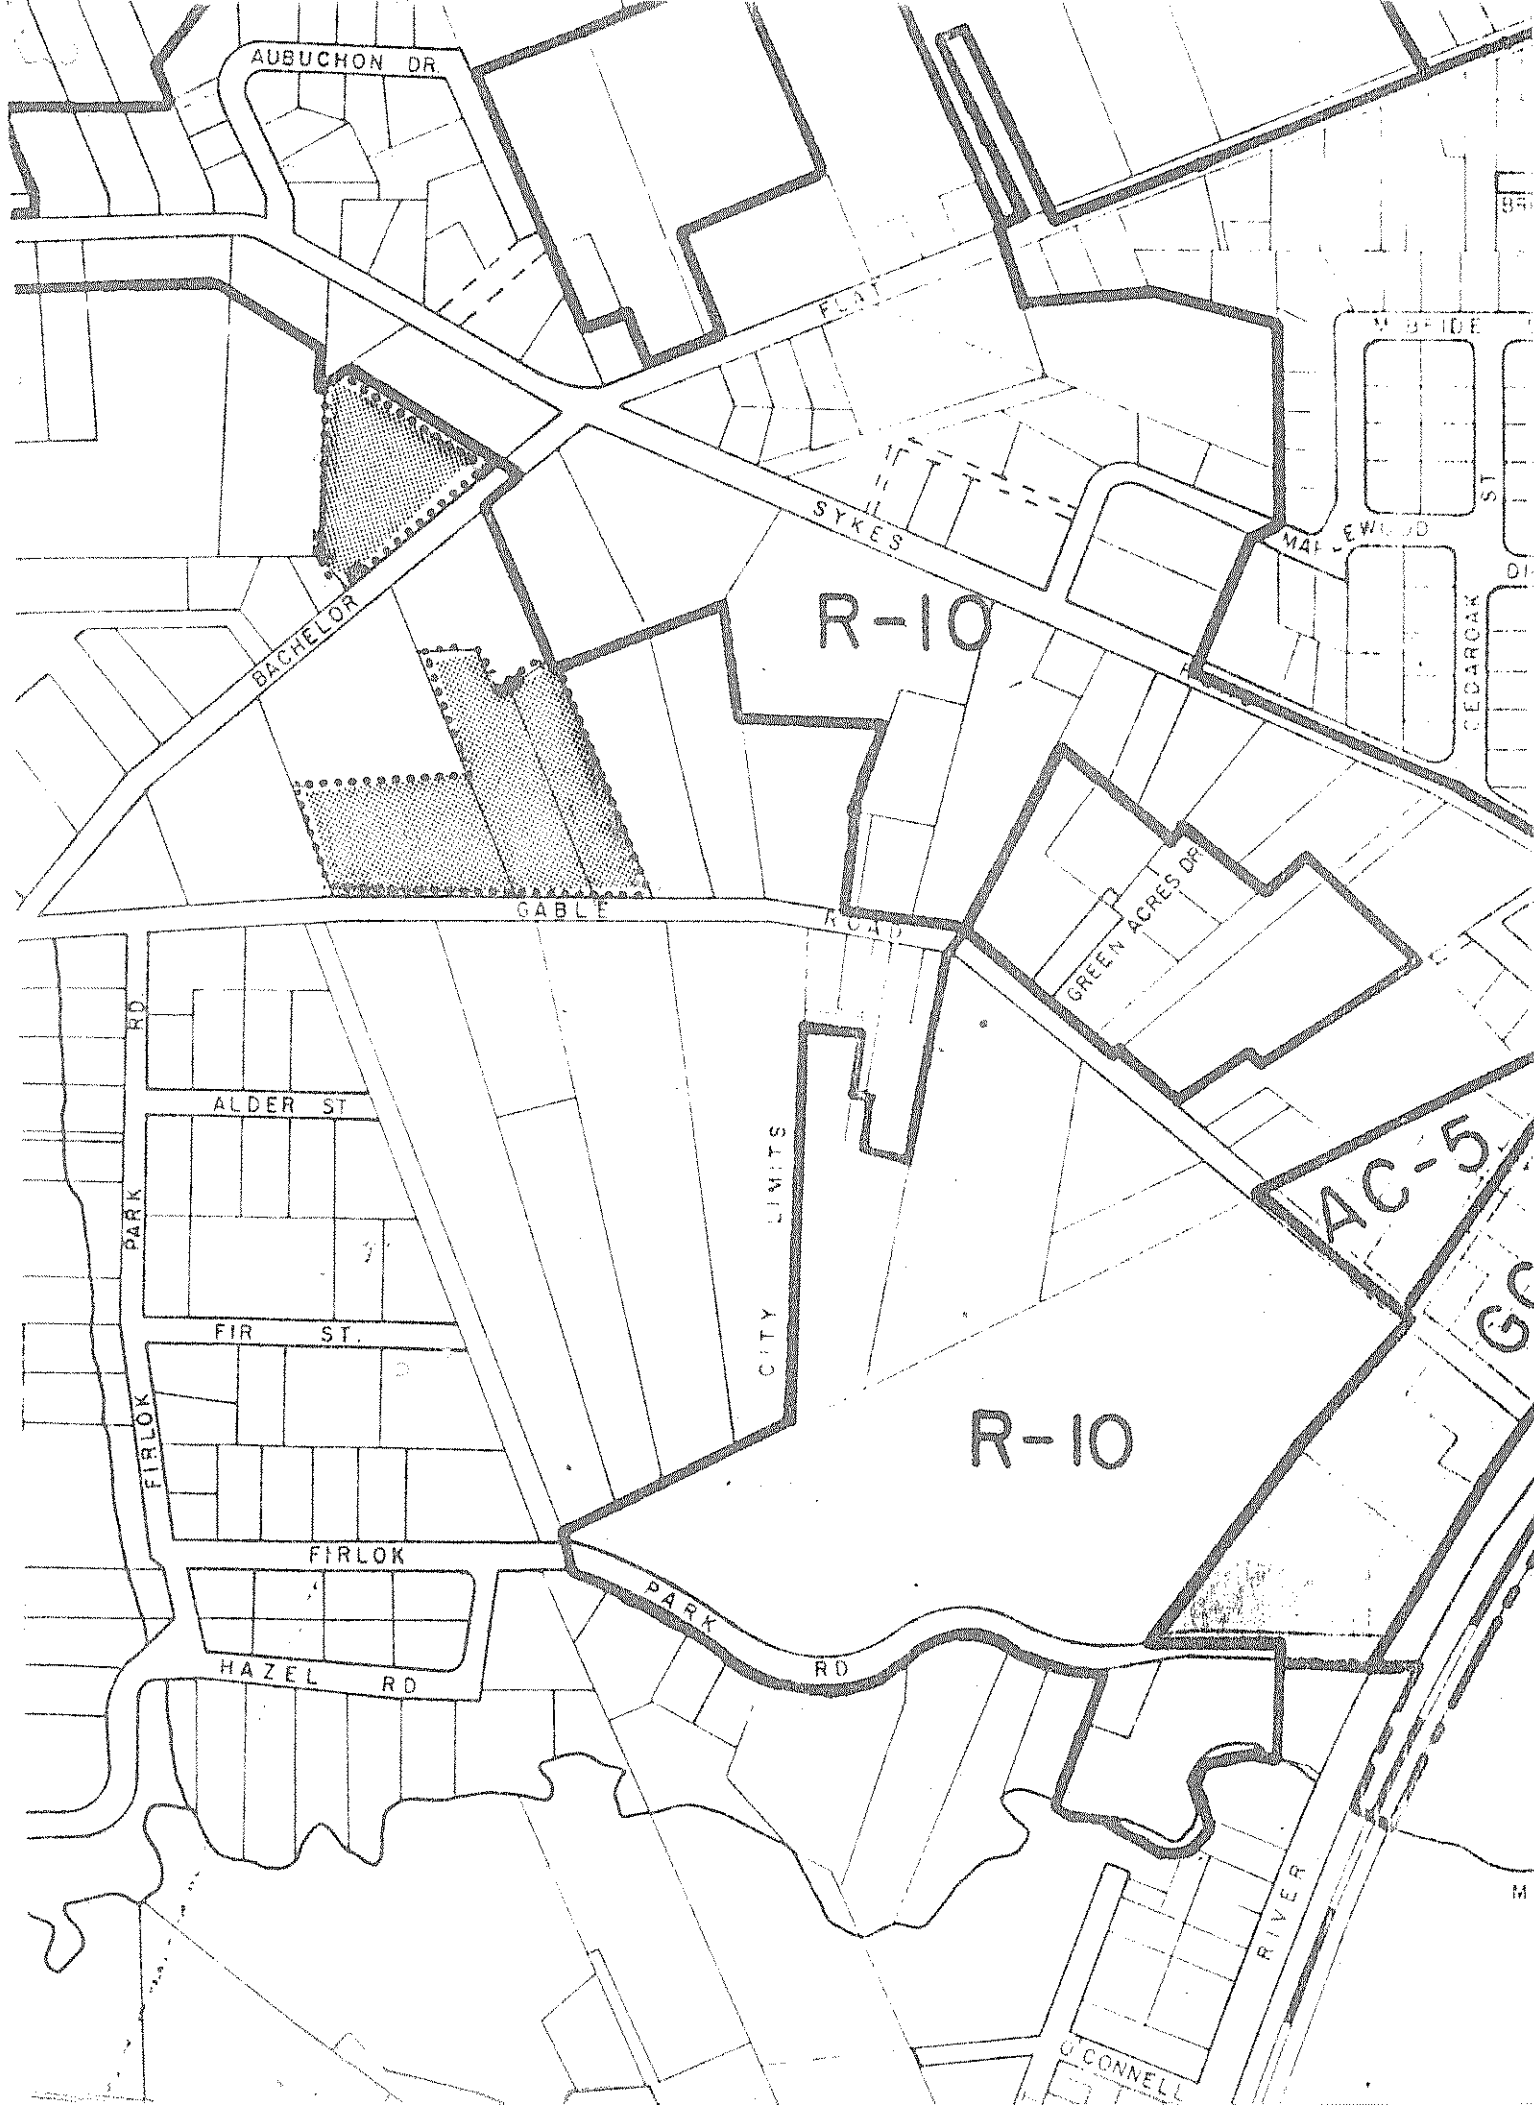 AUBUCHON DR.
FLAT
SYKES
BACHELOR
R-10
MAPLEWOOD
ST
CEDAROAK
GABLE
ROAD
GREEN ACRES DR.
RD.
ALDER ST
PARK
CITY LIMITS
AC-5
FIR ST.
FIRLOK
R-10
FIRLOK
PARK
RD
HAZEL RD
RIVER
O'CONNELL